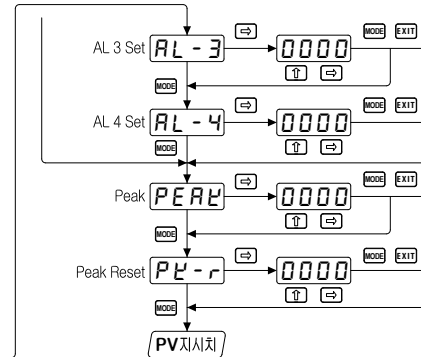 AL 3 Set AL-3 ⇨ 0000 MODE EXIT
⇧ ⇨
MODE
AL 4 Set AL-4 ⇨ 0000 MODE EXIT
⇧ ⇨
MODE
Peak PEAK ⇨ 0000 MODE EXIT
⇧ ⇨
MODE
Peak Reset PK-r ⇨ 0000 MODE EXIT
⇧ ⇨
MODE
PV지시치